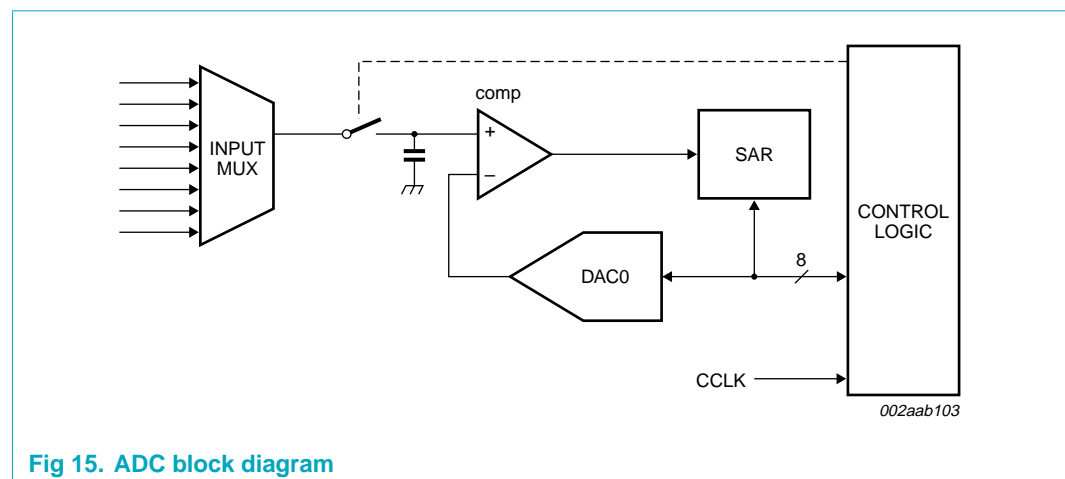 comp
+
−
INPUT
MUX
SAR
CONTROL
LOGIC
DAC0
8
CCLK
002aab103
Fig 15. ADC block diagram